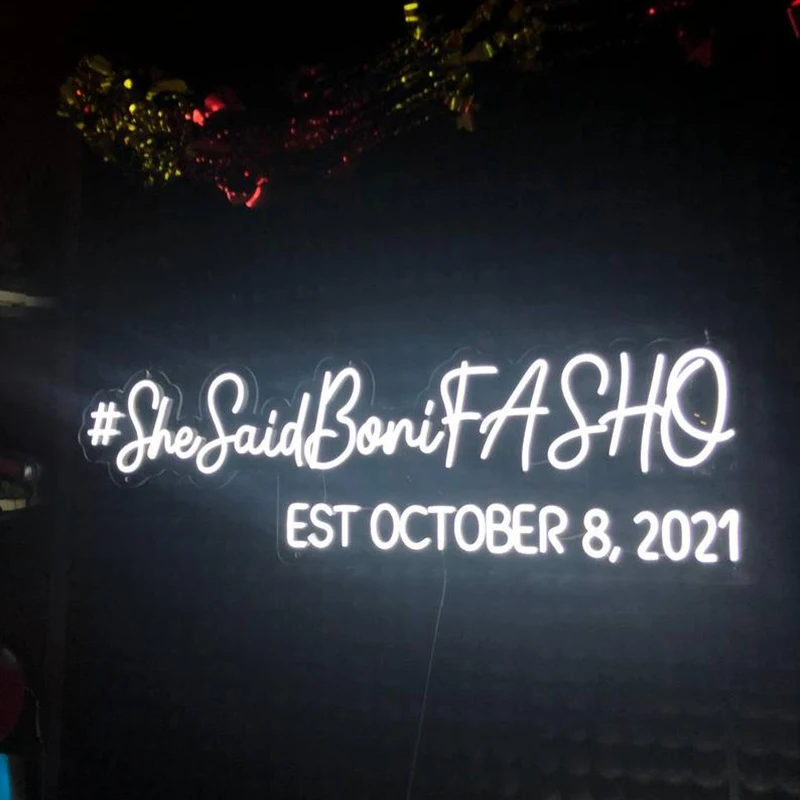 #SheSaidBoniFASHO
EST OCTOBER 8, 2021